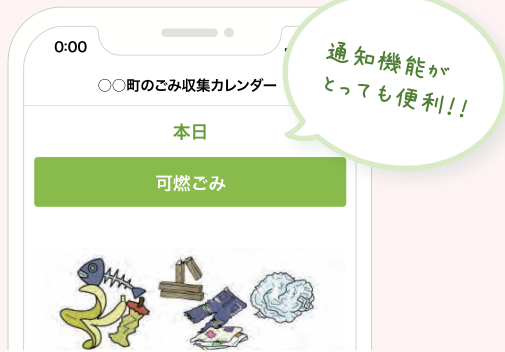 0:00
通知機能が
とっても便利!!
○○町のごみ収集カレンダー
本日
可燃ごみ